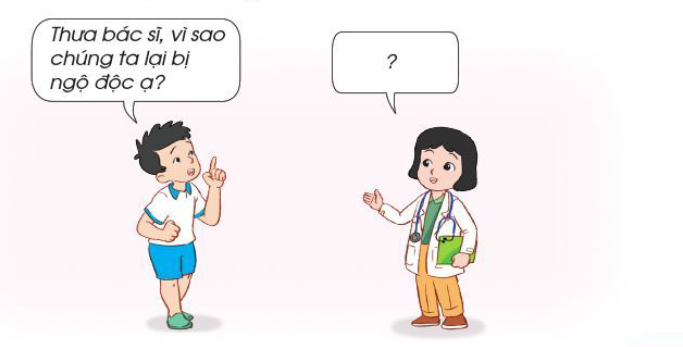 Thưa bác sĩ, vì sao
chúng ta lại bị
ngộ độc ạ?
?